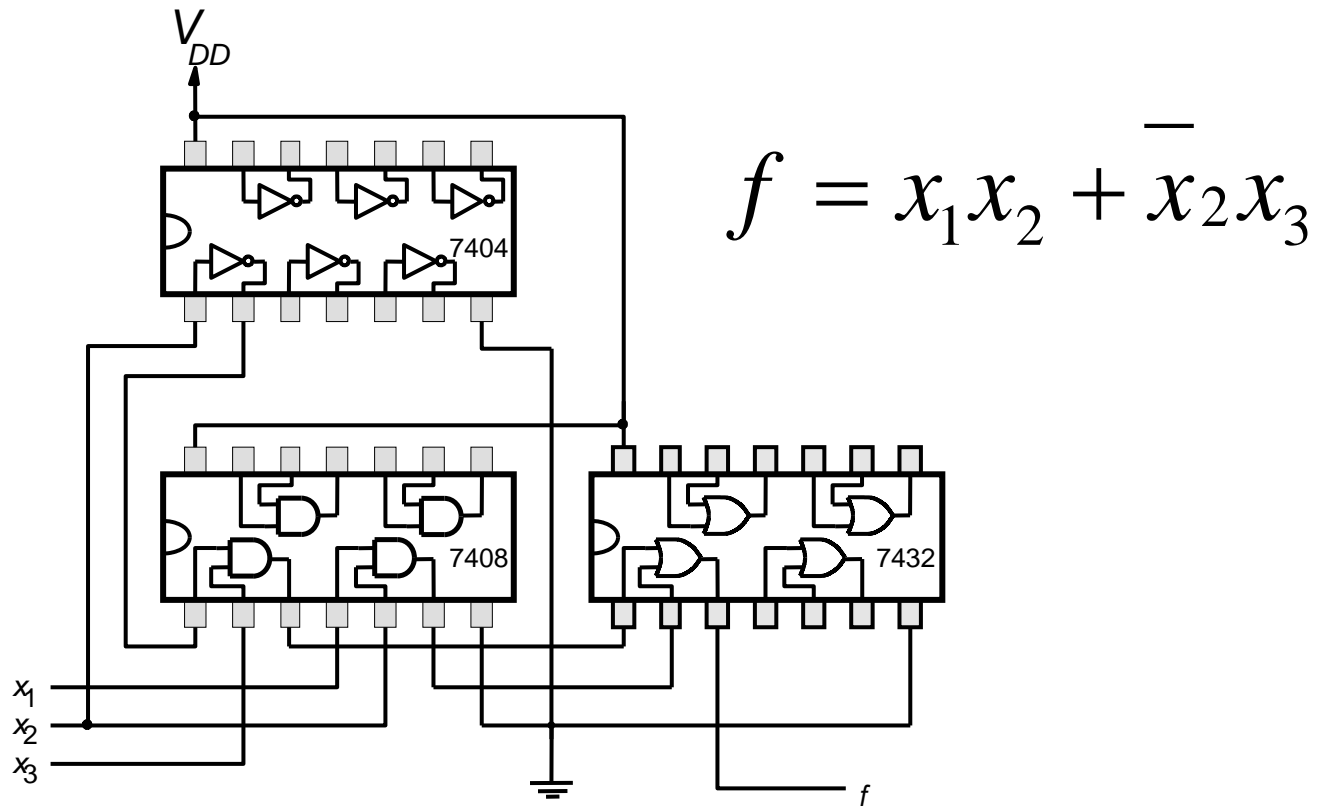 V_DD
f = x₁x₂ + x̅₂x₃
7404
7408
7432
x₁
x₂
x₃
f